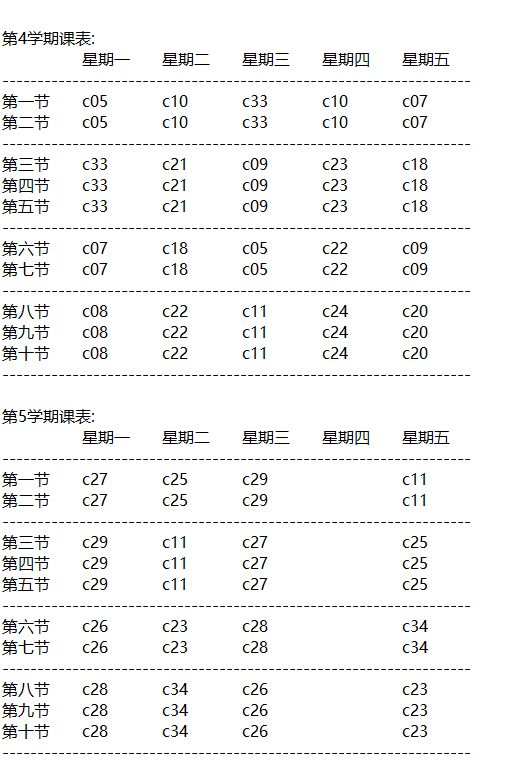 第4学期课表:
星期一 星期二 星期三 星期四 星期五
--------------------------------------------------------------------
第一节 c05 c10 c33 c10 c07
第二节 c05 c10 c33 c10 c07
--------------------------------------------------------------------
第三节 c33 c21 c09 c23 c18
第四节 c33 c21 c09 c23 c18
第五节 c33 c21 c09 c23 c18
--------------------------------------------------------------------
第六节 c07 c18 c05 c22 c09
第七节 c07 c18 c05 c22 c09
--------------------------------------------------------------------
第八节 c08 c22 c11 c24 c20
第九节 c08 c22 c11 c24 c20
第十节 c08 c22 c11 c24 c20
--------------------------------------------------------------------
第5学期课表:
星期一 星期二 星期三 星期四 星期五
--------------------------------------------------------------------
第一节 c27 c25 c29 c11
第二节 c27 c25 c29 c11
--------------------------------------------------------------------
第三节 c29 c11 c27 c25
第四节 c29 c11 c27 c25
第五节 c29 c11 c27 c25
--------------------------------------------------------------------
第六节 c26 c23 c28 c34
第七节 c26 c23 c28 c34
--------------------------------------------------------------------
第八节 c28 c34 c26 c23
第九节 c28 c34 c26 c23
第十节 c28 c34 c26 c23
--------------------------------------------------------------------